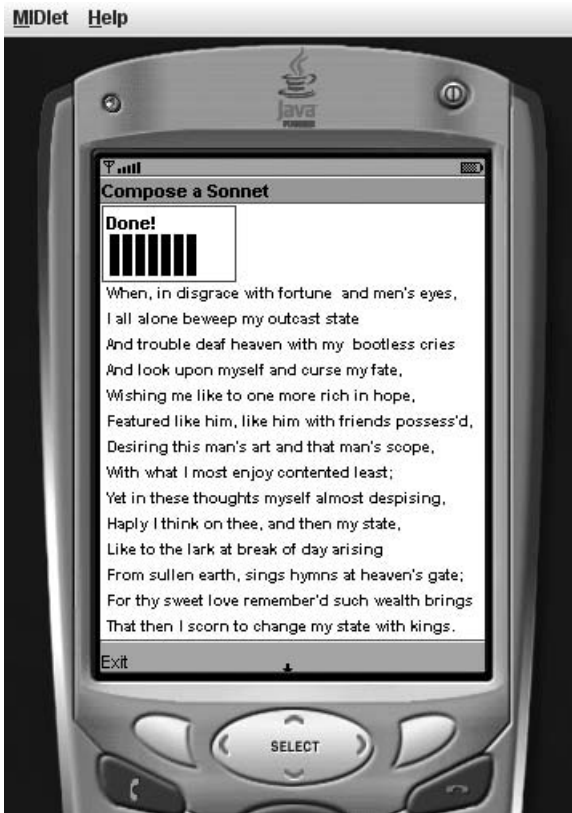 MIDlet Help
Java
POWERED
Compose a Sonnet
Done!
When, in disgrace with fortune  and men's eyes,
I all alone beweep my outcast state
And trouble deaf heaven with my  bootless cries
And look upon myself and curse my fate,
Wishing me like to one more rich in hope,
Featured like him, like him with friends possess'd,
Desiring this man's art and that man's scope,
With what I most enjoy contented least;
Yet in these thoughts myself almost despising,
Haply I think on thee, and then my state,
Like to the lark at break of day arising
From sullen earth, sings hymns at heaven's gate;
For thy sweet love remember'd such wealth brings
That then I scorn to change my state with kings.
Exit
SELECT